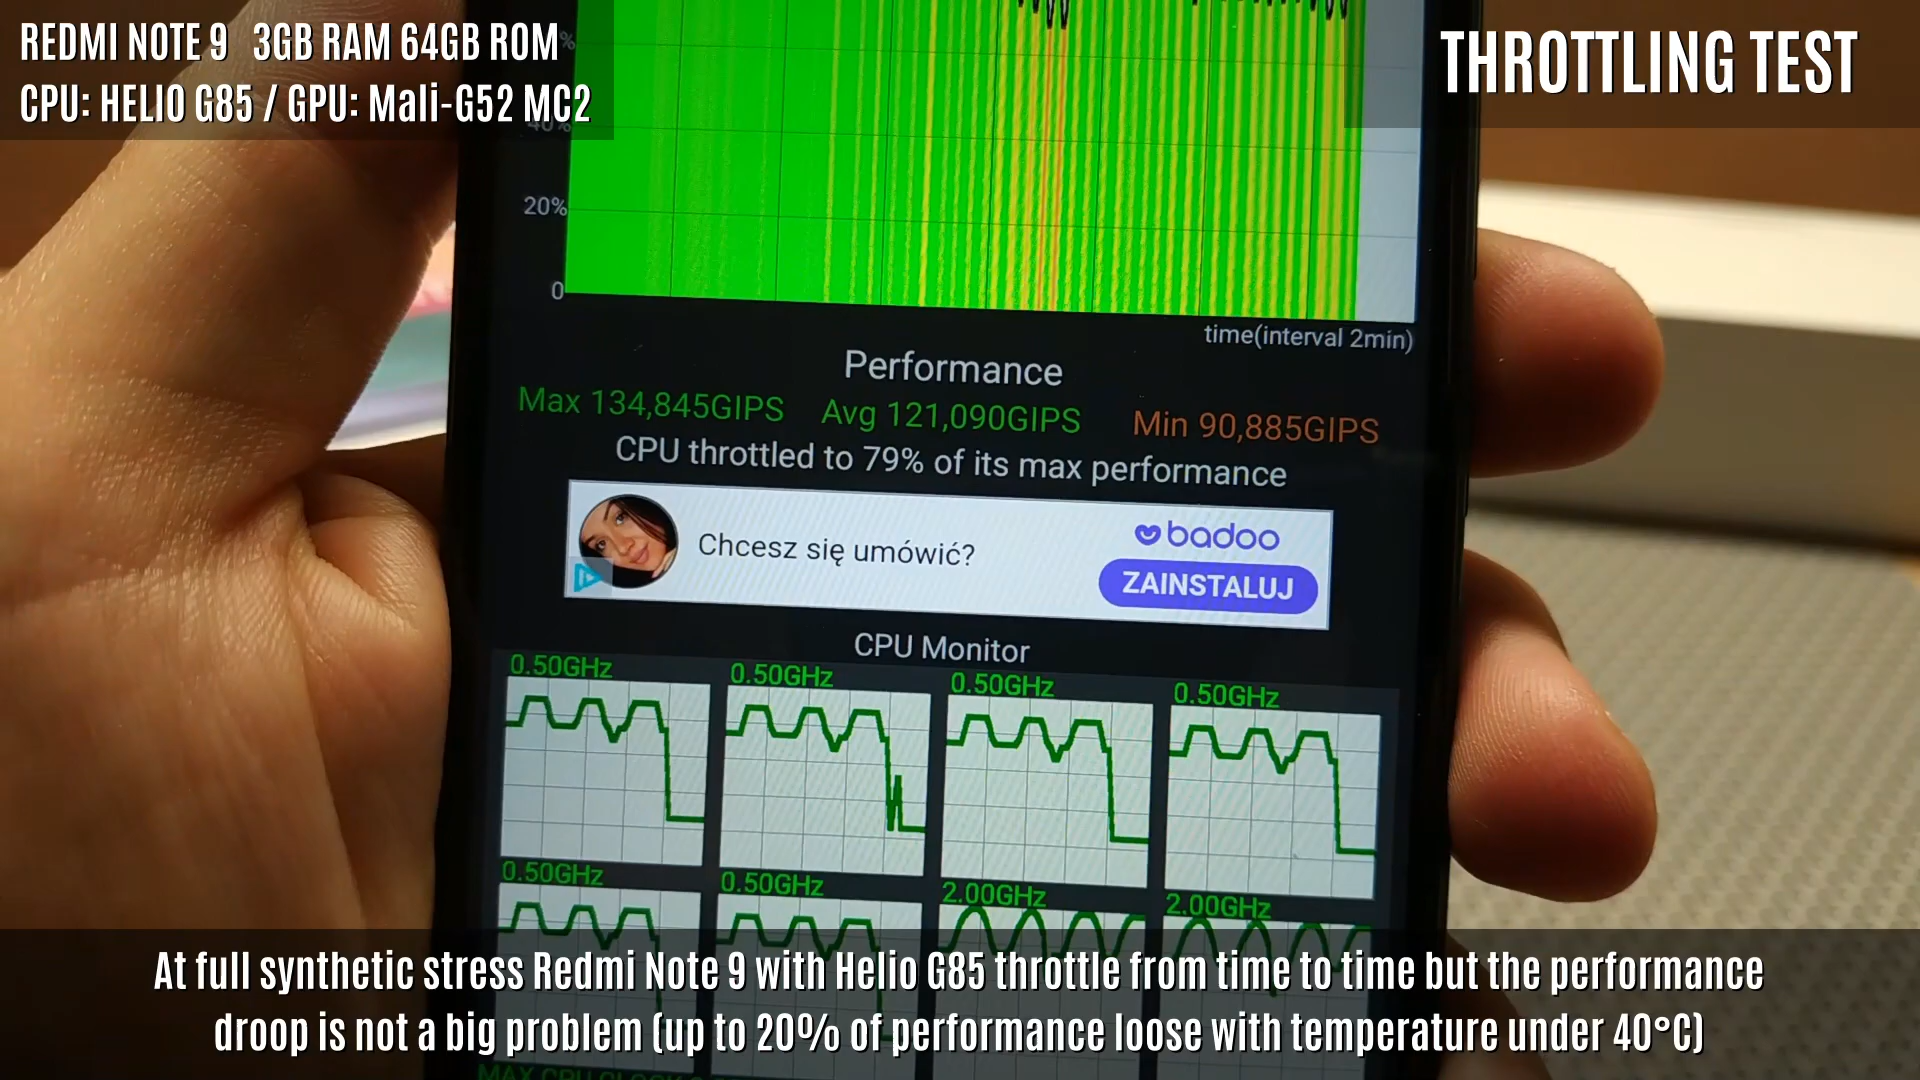 REDMI NOTE 9 3GB RAM 64GB ROM
CPU: HELIO G85 / GPU: Mali-G52 MC2
THROTTLING TEST
%
40%
20%
0
time(interval 2min)
Performance
Max 134,845GIPS Avg 121,090GIPS Min 90,885GIPS
CPU throttled to 79% of its max performance
Chcesz się umówić?
badoo
ZAINSTALUJ
CPU Monitor
0.50GHz 0.50GHz 0.50GHz 0.50GHz
0.50GHz 0.50GHz 2.00GHz 2.00GHz
At full synthetic stress Redmi Note 9 with Helio G85 throttle from time to time but the performance
droop is not a big problem (up to 20% of performance loose with temperature under 40°C)
MAX CPU CLOCK